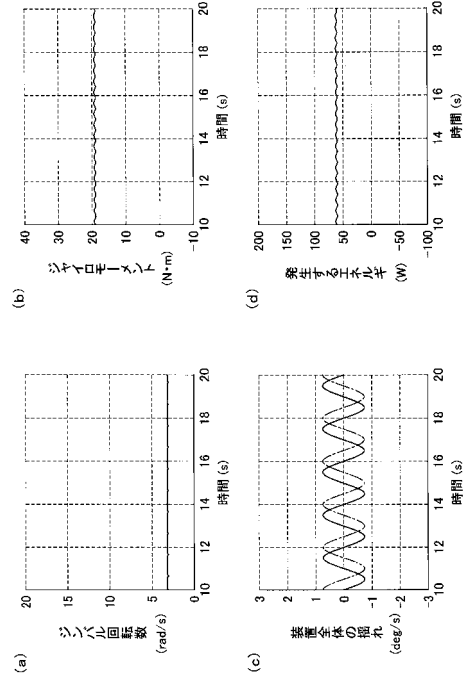 (a)
20
15
10
5
0
ジンバル回転数
(rad/s)
10 12 14 16 18 20
時間 (s)
(b)
40
30
20
10
0
-10
ジャイロモーメント
(N・m)
10 12 14 16 18 20
時間 (s)
(c)
3
2
1
0
-1
-2
-3
装置全体の揺れ
(deg/s)
10 12 14 16 18 20
時間 (s)
(d)
200
150
100
50
0
-50
-100
発生するエネルギ
(W)
10 12 14 16 18 20
時間 (s)